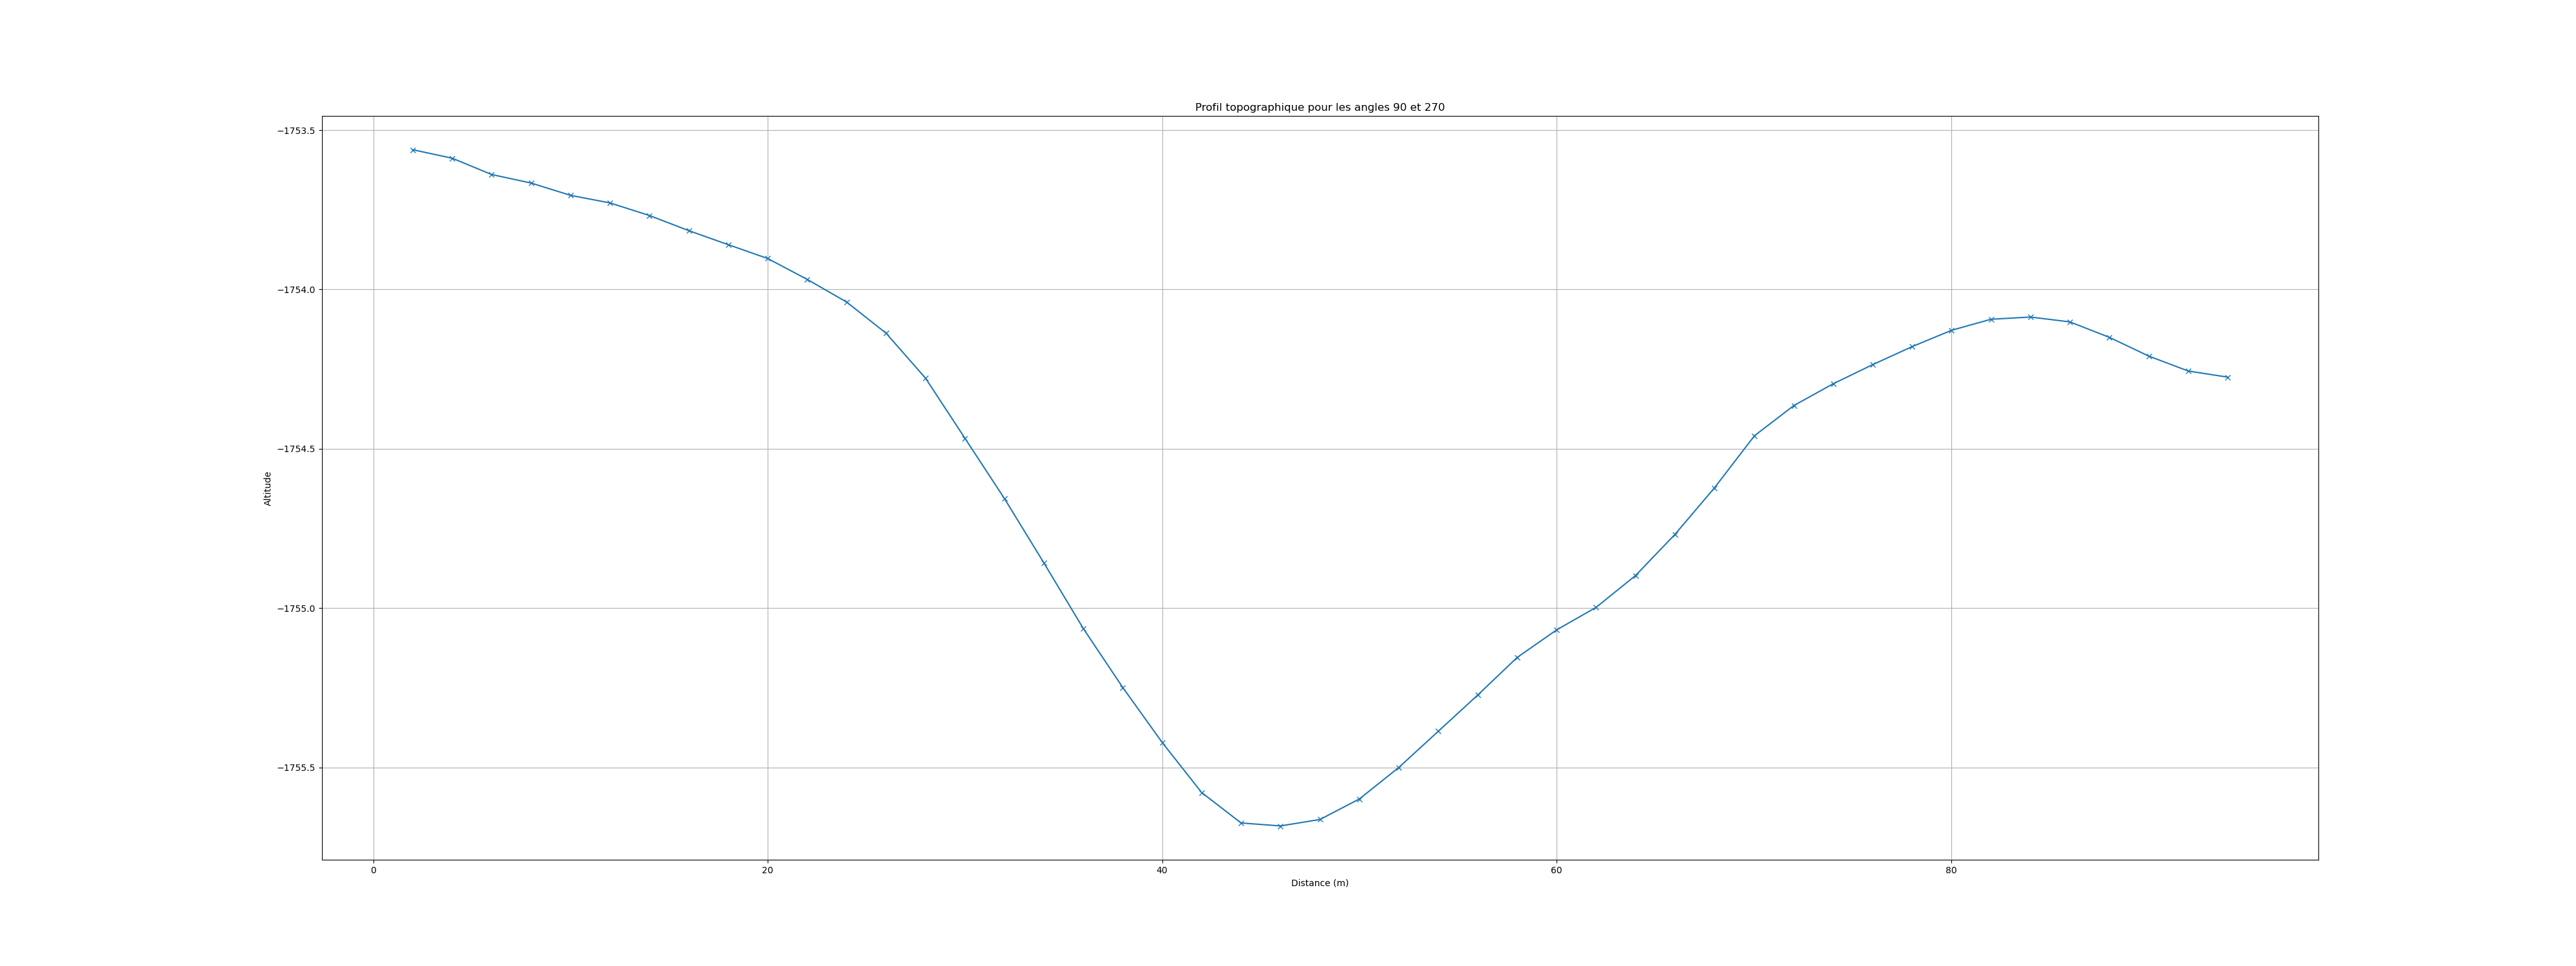 Profil topographique pour les angles 90 et 270
−1753.5
−1754.0
−1754.5
−1755.0
−1755.5
Altitude
0 20 40 60 80
Distance (m)